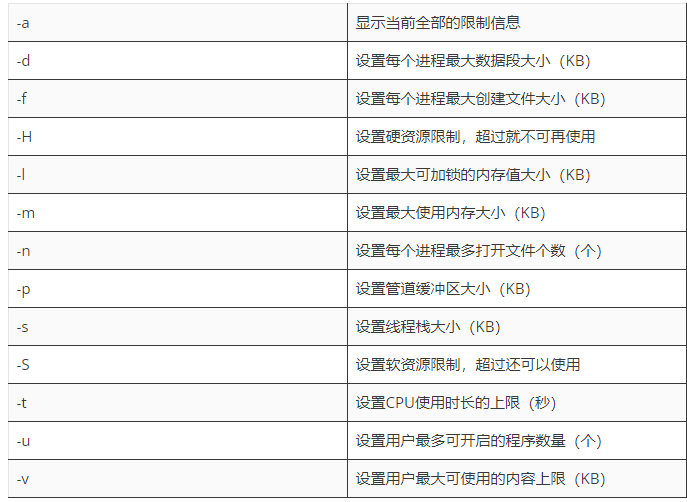 -a 显示当前全部的限制信息
-d 设置每个进程最大数据段大小（KB）
-f 设置每个进程最大创建文件大小（KB）
-H 设置硬资源限制，超过就不可再使用
-l 设置最大可加锁的内存值大小（KB）
-m 设置最大使用内存大小（KB）
-n 设置每个进程最多打开文件个数（个）
-p 设置管道缓冲区大小（KB）
-s 设置线程栈大小（KB）
-S 设置软资源限制，超过还可以使用
-t 设置CPU使用时长的上限（秒）
-u 设置用户最多可开启的程序数量（个）
-v 设置用户最大可使用的内容上限（KB）